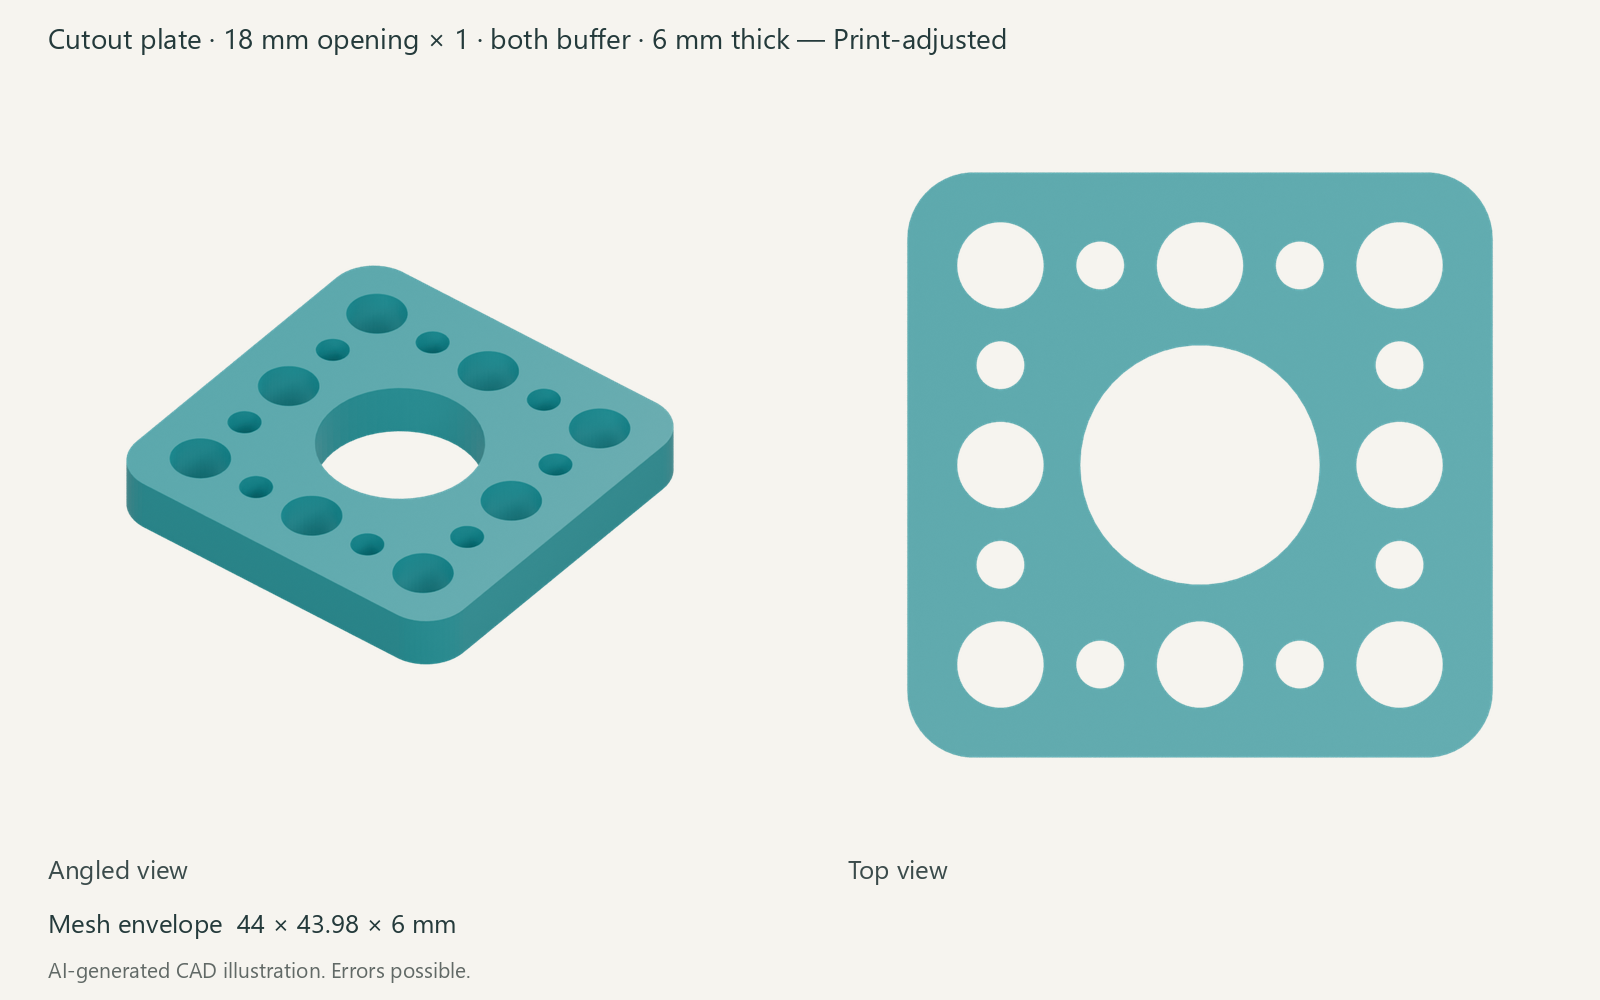 Cutout plate · 18 mm opening × 1 · both buffer · 6 mm thick — Print-adjusted
Angled view
Top view
Mesh envelope  44 × 43.98 × 6 mm
AI-generated CAD illustration. Errors possible.